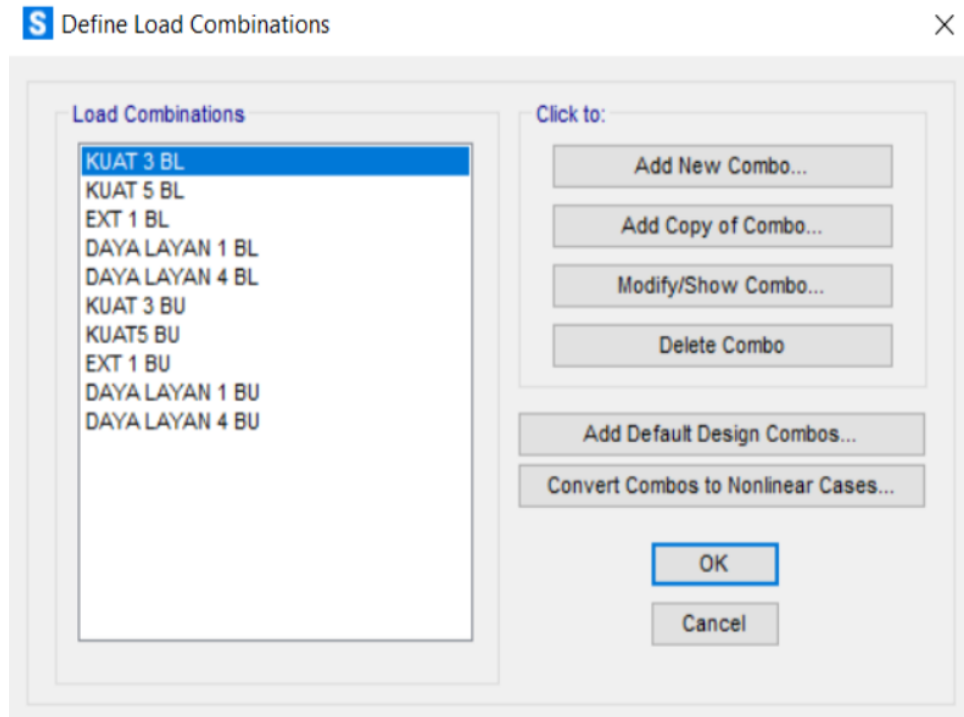 S Define Load Combinations
Load Combinations
KUAT 3 BL
KUAT 5 BL
EXT 1 BL
DAYA LAYAN 1 BL
DAYA LAYAN 4 BL
KUAT 3 BU
KUAT5 BU
EXT 1 BU
DAYA LAYAN 1 BU
DAYA LAYAN 4 BU
Click to:
Add New Combo...
Add Copy of Combo...
Modify/Show Combo...
Delete Combo
Add Default Design Combos...
Convert Combos to Nonlinear Cases...
OK
Cancel